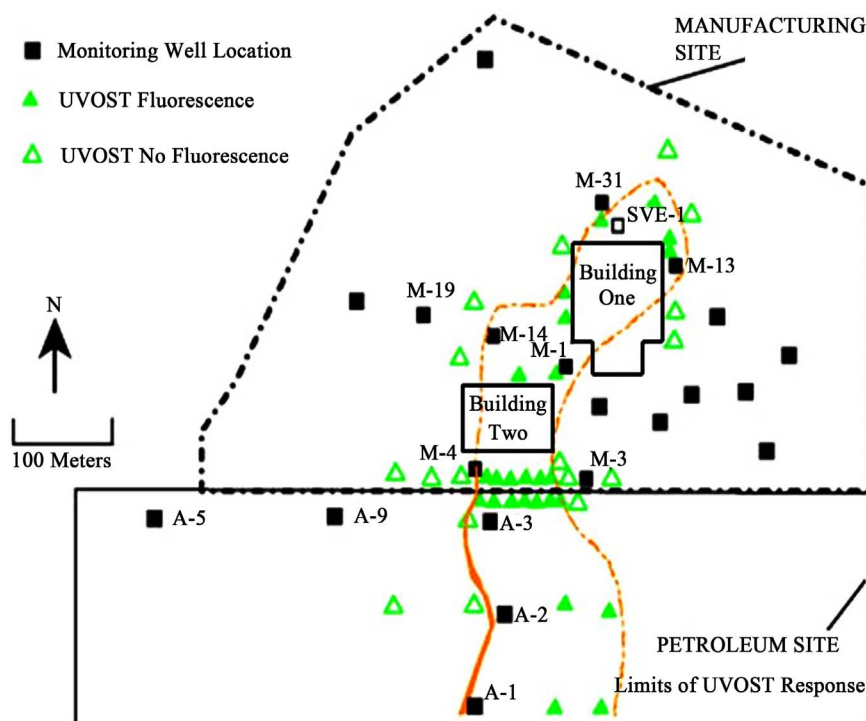 MANUFACTURING
SITE
Monitoring Well Location
UVOST Fluorescence
UVOST No Fluorescence
M-31
SVE-1
Building
One
M-13
M-19
M-14
M-1
N
100 Meters
Building
Two
M-4
M-3
A-5
A-9
A-3
A-2
PETROLEUM SITE
Limits of UVOST Response
A-1